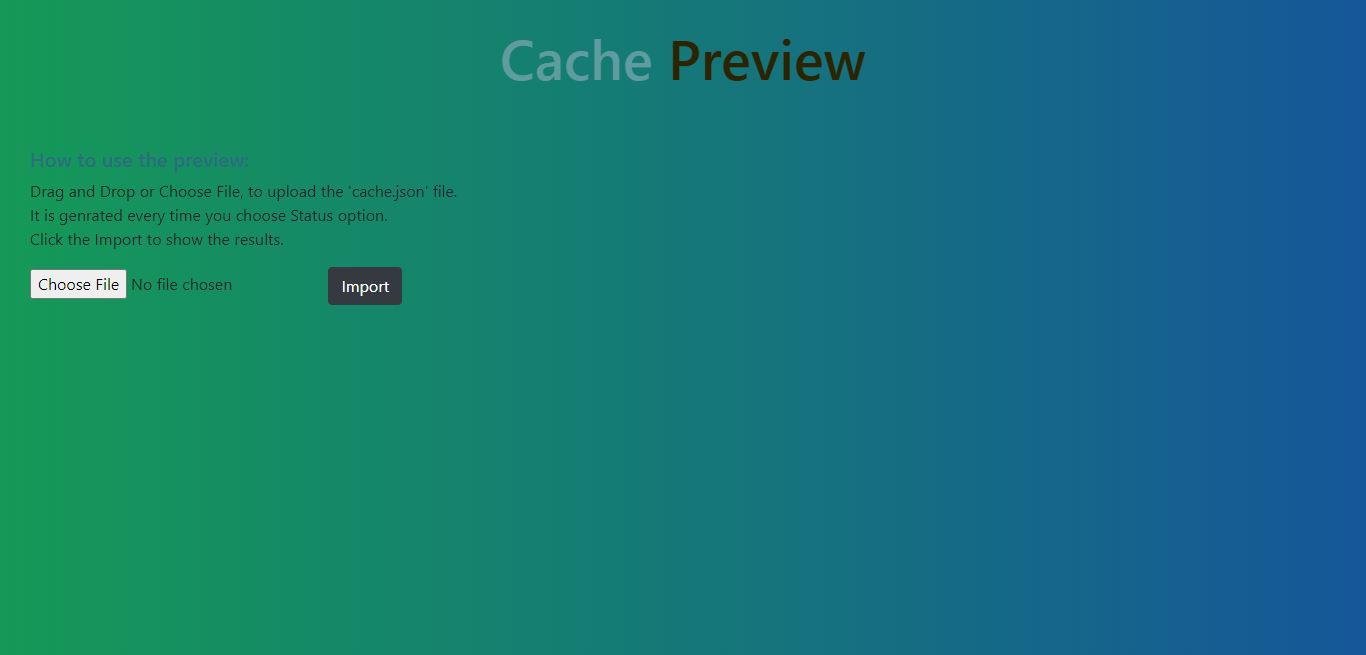 Cache Preview
How to use the preview:
Drag and Drop or Choose File, to upload the 'cache.json' file.
It is genrated every time you choose Status option.
Click the Import to show the results.
Choose File No file chosen Import